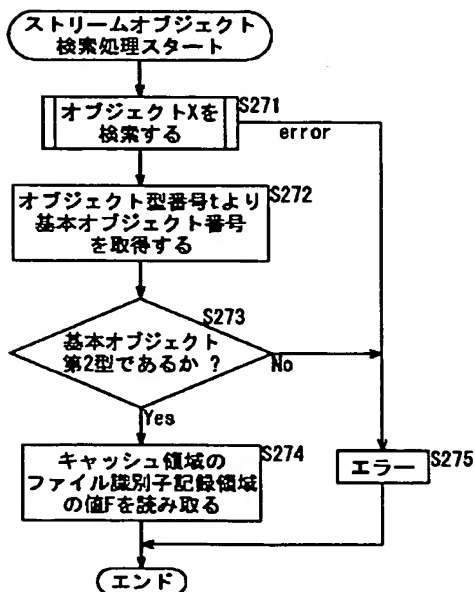 ストリームオブジェクト
検索処理スタート
S271
オブジェクトXを
検索する
error
S272
オブジェクト型番号tより
基本オブジェクト番号
を取得する
S273
基本オブジェクト
第2型であるか ?
No
Yes
S274
キャッシュ領域の
ファイル識別子記録領域
の値Fを読み取る
エラー
S275
エンド